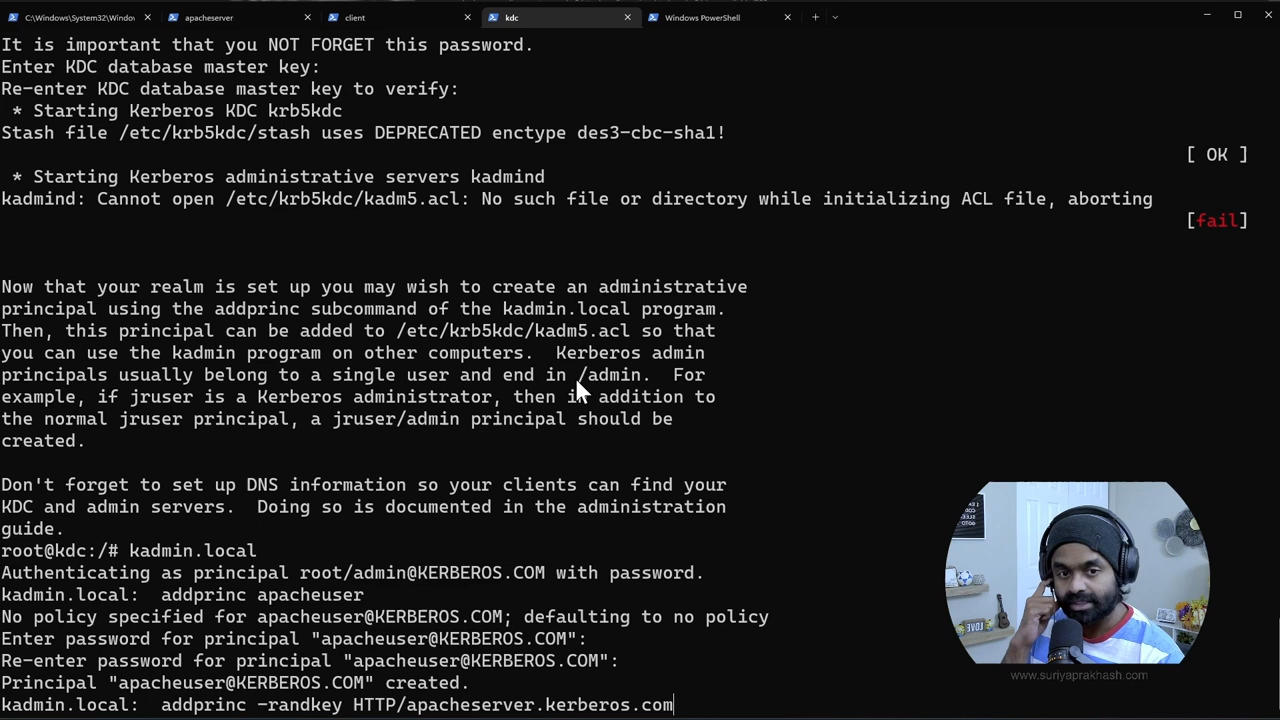 C:\Windows\System32\Window
apacheserver
client
kdc
Windows PowerShell
It is important that you NOT FORGET this password.
Enter KDC database master key:
Re-enter KDC database master key to verify:
* Starting Kerberos KDC krb5kdc
Stash file /etc/krb5kdc/stash uses DEPRECATED enctype des3-cbc-sha1!
[ OK ]
* Starting Kerberos administrative servers kadmind
kadmind: Cannot open /etc/krb5kdc/kadm5.acl: No such file or directory while initializing ACL file, aborting
[fail]
Now that your realm is set up you may wish to create an administrative
principal using the addprinc subcommand of the kadmin.local program.
Then, this principal can be added to /etc/krb5kdc/kadm5.acl so that
you can use the kadmin program on other computers.  Kerberos admin
principals usually belong to a single user and end in /admin.  For
example, if jruser is a Kerberos administrator, then in addition to
the normal jruser principal, a jruser/admin principal should be
created.
Don't forget to set up DNS information so your clients can find your
KDC and admin servers.  Doing so is documented in the administration
guide.
root@kdc:/# kadmin.local
Authenticating as principal root/admin@KERBEROS.COM with password.
kadmin.local:  addprinc apacheuser
No policy specified for apacheuser@KERBEROS.COM; defaulting to no policy
Enter password for principal "apacheuser@KERBEROS.COM":
Re-enter password for principal "apacheuser@KERBEROS.COM":
Principal "apacheuser@KERBEROS.COM" created.
kadmin.local:  addprinc -randkey HTTP/apacheserver.kerberos.com
www.suriyaprakhash.com